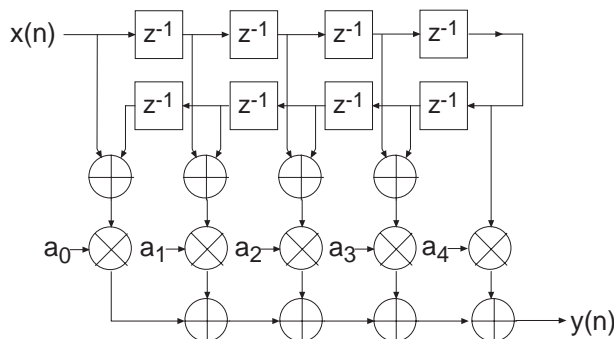 x(n) z⁻¹ z⁻¹ z⁻¹ z⁻¹
z⁻¹ z⁻¹ z⁻¹ z⁻¹
a₀ a₁ a₂ a₃ a₄
y(n)